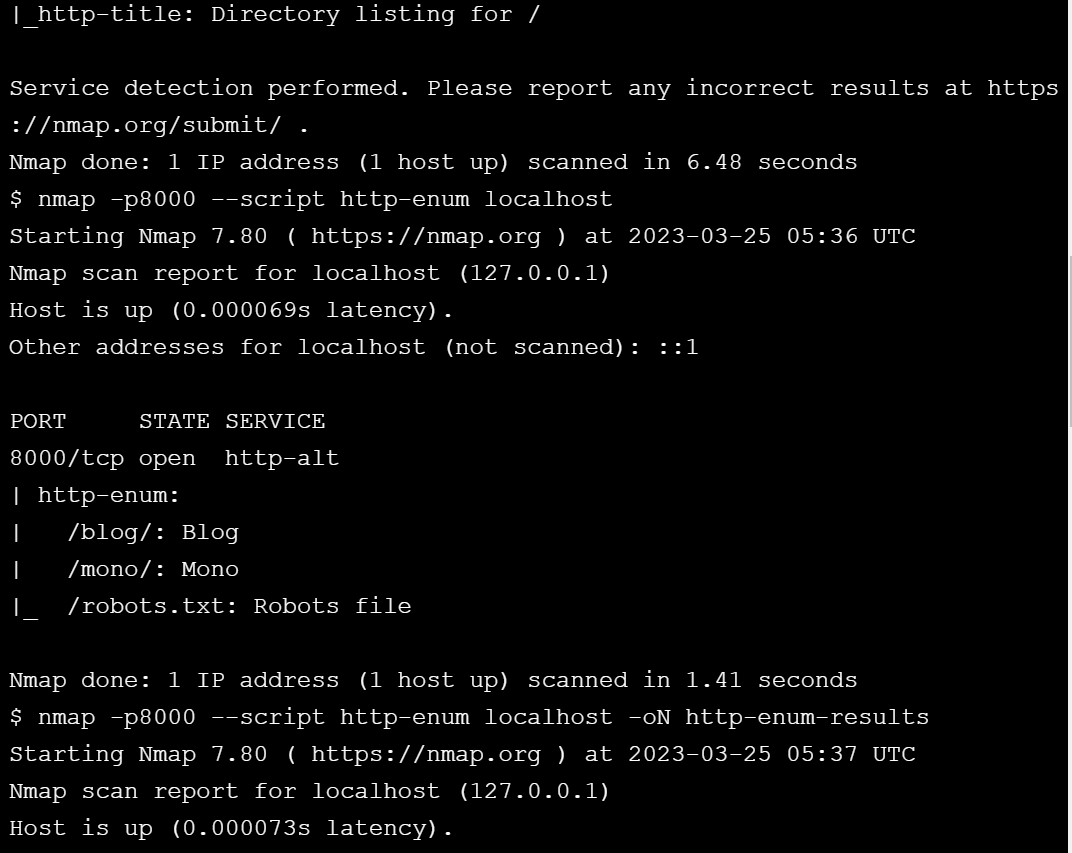 |_http-title: Directory listing for /
Service detection performed. Please report any incorrect results at https
://nmap.org/submit/ .
Nmap done: 1 IP address (1 host up) scanned in 6.48 seconds
$ nmap -p8000 --script http-enum localhost
Starting Nmap 7.80 ( https://nmap.org ) at 2023-03-25 05:36 UTC
Nmap scan report for localhost (127.0.0.1)
Host is up (0.000069s latency).
Other addresses for localhost (not scanned): ::1
PORT     STATE SERVICE
8000/tcp open  http-alt
| http-enum:
|   /blog/: Blog
|   /mono/: Mono
|_  /robots.txt: Robots file
Nmap done: 1 IP address (1 host up) scanned in 1.41 seconds
$ nmap -p8000 --script http-enum localhost -oN http-enum-results
Starting Nmap 7.80 ( https://nmap.org ) at 2023-03-25 05:37 UTC
Nmap scan report for localhost (127.0.0.1)
Host is up (0.000073s latency).